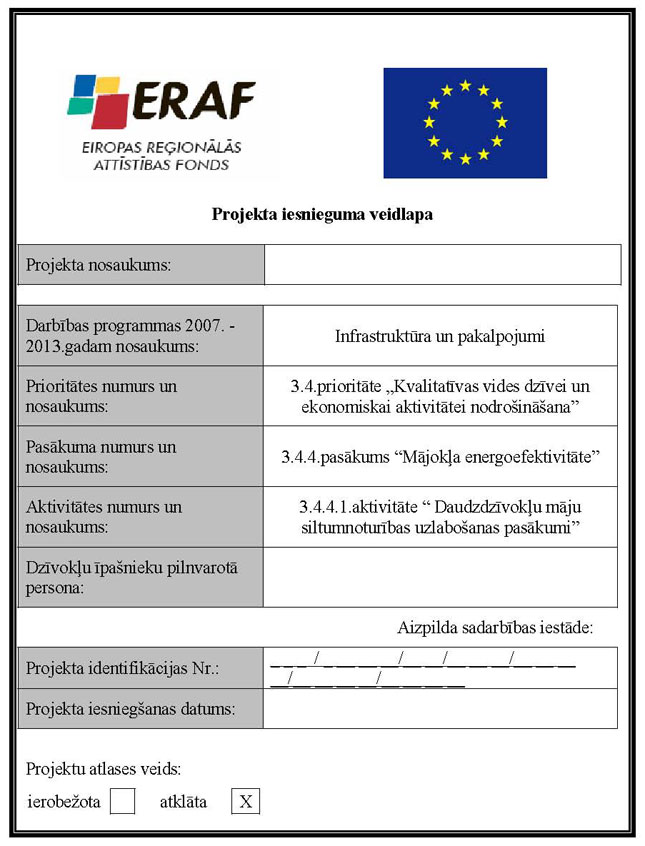 ERAF
EIROPAS REĢIONĀLĀS
ATTĪSTĪBAS FONDS
Projekta iesnieguma veidlapa
Projekta nosaukums:
Darbības programmas 2007. -
2013.gadam nosaukums:
Infrastruktūra un pakalpojumi
Prioritātes numurs un
nosaukums:
3.4.prioritāte „Kvalitatīvas vides dzīvei un
ekonomiskai aktivitātei nodrošināšana”
Pasākuma numurs un
nosaukums:
3.4.4.pasākums “Mājokļa energoefektivitāte”
Aktivitātes numurs un
nosaukums:
3.4.4.1.aktivitāte “ Daudzdzīvokļu māju
siltumnoturības uzlabošanas pasākumi”
Dzīvokļu īpašnieku pilnvarotā
persona:
Aizpilda sadarbības iestāde:
Projekta identifikācijas Nr.:
_ _ _/_ _ _ _ _/_ _/_ _ _ _/_ _ _ _
_/_ _ _ _ _/_ _ _ _ _
Projekta iesniegšanas datums:
Projektu atlases veids:
ierobežota atklāta X